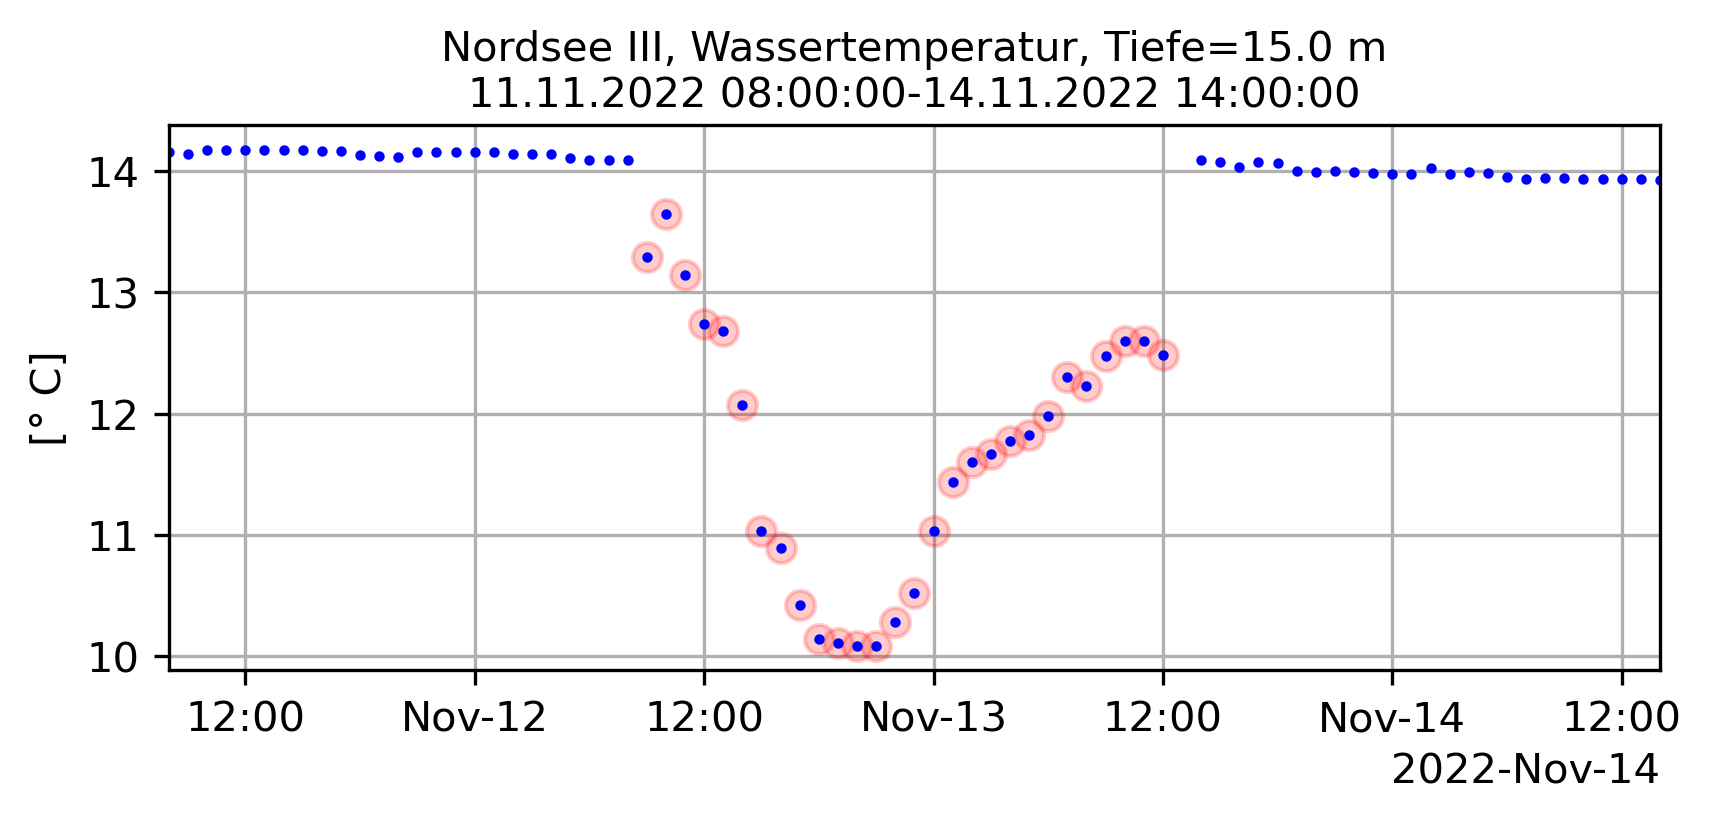 Nordsee III, Wassertemperatur, Tiefe=15.0 m
11.11.2022 08:00:00-14.11.2022 14:00:00
14
13
12
11
10
[° C]
12:00 Nov-12 12:00 Nov-13 12:00 Nov-14 12:00
2022-Nov-14